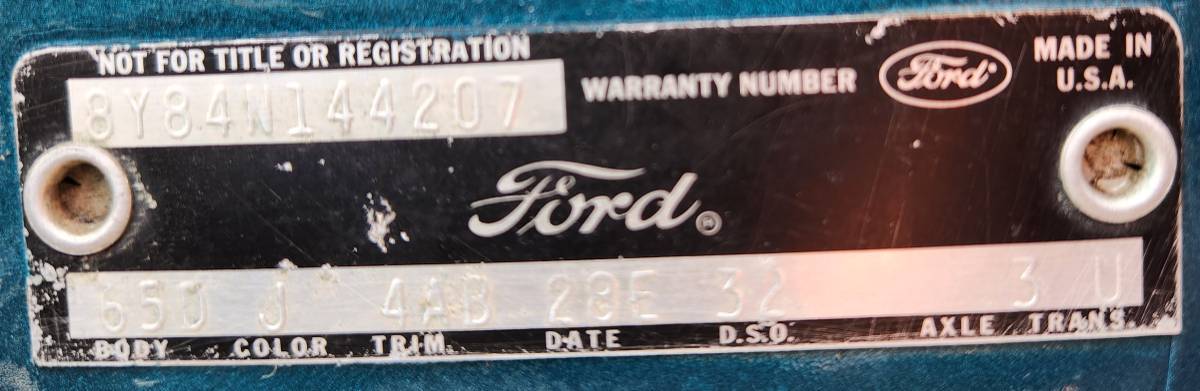 NOT FOR TITLE OR REGISTRATION
8Y84N144207
WARRANTY NUMBER
Ford
MADE IN
U.S.A.
Ford ®
65D J 4AB 28E 32 3 U
BODY COLOR TRIM. DATE D.S.O. AXLE TRANS.